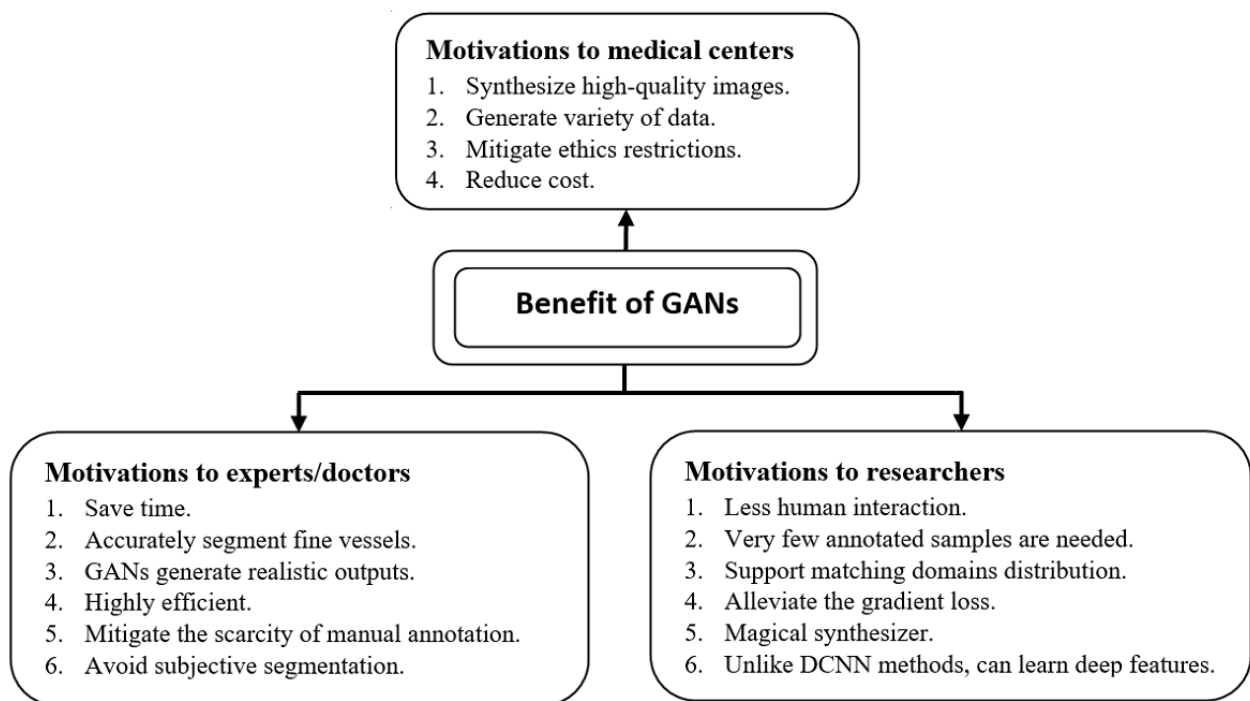 Motivations to medical centers
1. Synthesize high-quality images.
2. Generate variety of data.
3. Mitigate ethics restrictions.
4. Reduce cost.
Benefit of GANs
Motivations to experts/doctors
1. Save time.
2. Accurately segment fine vessels.
3. GANs generate realistic outputs.
4. Highly efficient.
5. Mitigate the scarcity of manual annotation.
6. Avoid subjective segmentation.
Motivations to researchers
1. Less human interaction.
2. Very few annotated samples are needed.
3. Support matching domains distribution.
4. Alleviate the gradient loss.
5. Magical synthesizer.
6. Unlike DCNN methods, can learn deep features.